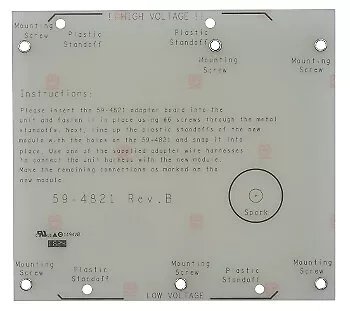 !!HIGH VOLTAGE !!
Mounting
Screw
Plastic
Standoff
Plastic
Standoff
Mounting
Screw
Mounting
Screw
Instructions:
Please insert the 59-4821 adapter board into the
unit and fasten it in place using #6 screws through the metal
standoffs. Next, line up the plastic standoffs of the new
module with the holes on the 59-4821 and snap it into
place. Use one of the supplied adapter wire harnesses
to connect the unit harness with the new module.
Make the remaining connections as marked on the
new module.
59-4821 Rev.B
Spark
Mounting
Screw
Plastic
Standoff
Mounting
Screw
Plastic
Standoff
Mounting
Screw
LOW VOLTAGE